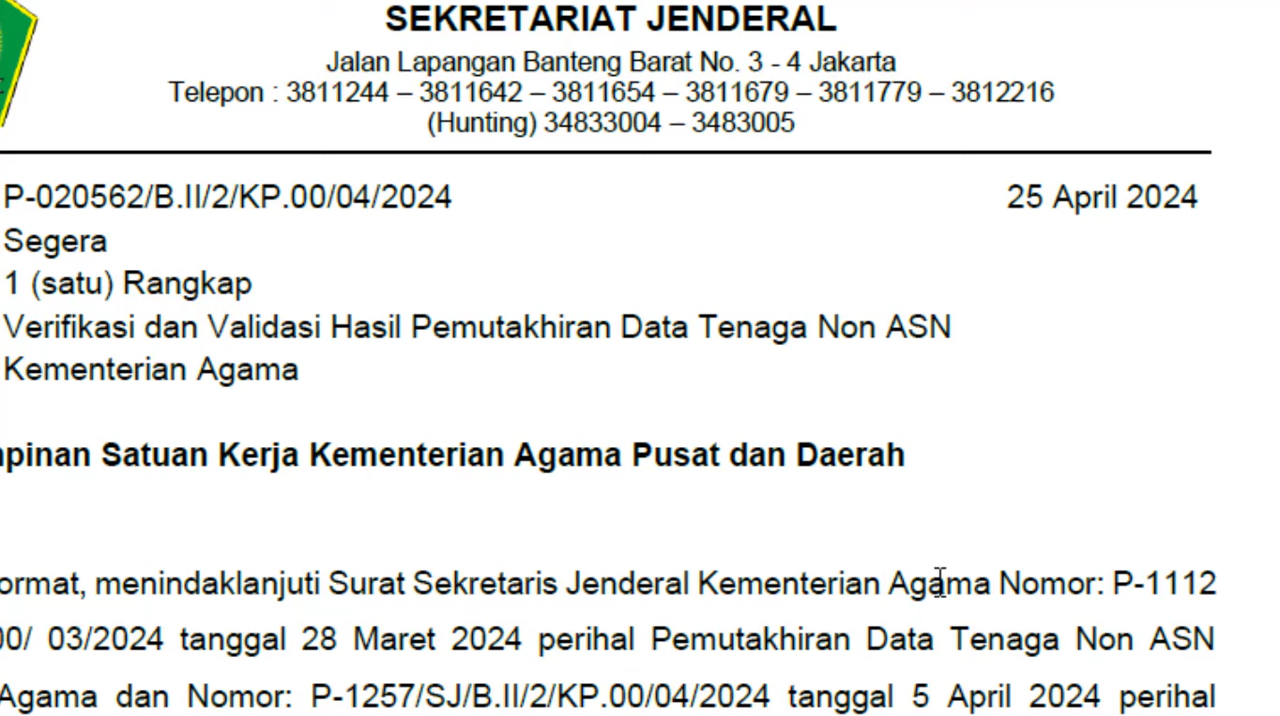 SEKRETARIAT JENDERAL
Jalan Lapangan Banteng Barat No. 3 - 4 Jakarta
Telepon : 3811244 – 3811642 – 3811654 – 3811679 – 3811779 – 3812216
(Hunting) 34833004 – 3483005
P-020562/B.II/2/KP.00/04/2024 25 April 2024
Segera
1 (satu) Rangkap
Verifikasi dan Validasi Hasil Pemutakhiran Data Tenaga Non ASN
Kementerian Agama
mpinan Satuan Kerja Kementerian Agama Pusat dan Daerah
ormat, menindaklanjuti Surat Sekretaris Jenderal Kementerian Agama Nomor: P-1112
00/ 03/2024 tanggal 28 Maret 2024 perihal Pemutakhiran Data Tenaga Non ASN
Agama dan Nomor: P-1257/SJ/B.II/2/KP.00/04/2024 tanggal 5 April 2024 perihal